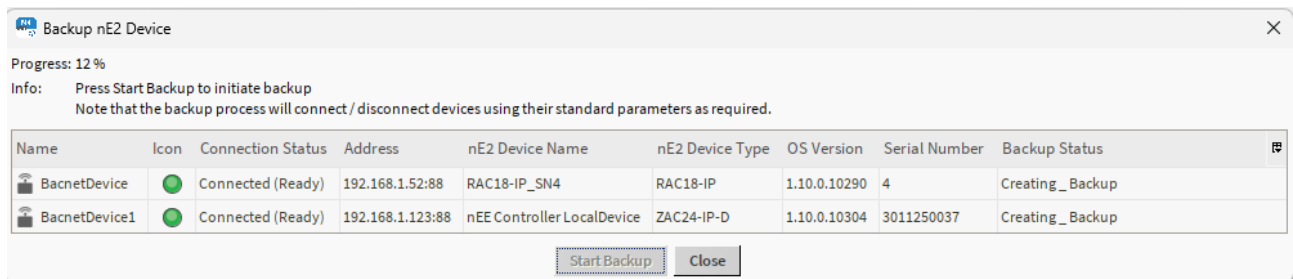 Backup nE2 Device
Progress: 12 %
Info: Press Start Backup to initiate backup
Note that the backup process will connect / disconnect devices using their standard parameters as required.
Name Icon Connection Status Address nE2 Device Name nE2 Device Type OS Version Serial Number Backup Status
BacnetDevice Connected (Ready) 192.168.1.52:88 RAC18-IP_SN4 RAC18-IP 1.10.0.10290 4 Creating_Backup
BacnetDevice1 Connected (Ready) 192.168.1.123:88 nEE Controller LocalDevice ZAC24-IP-D 1.10.0.10304 3011250037 Creating_Backup
Start Backup Close